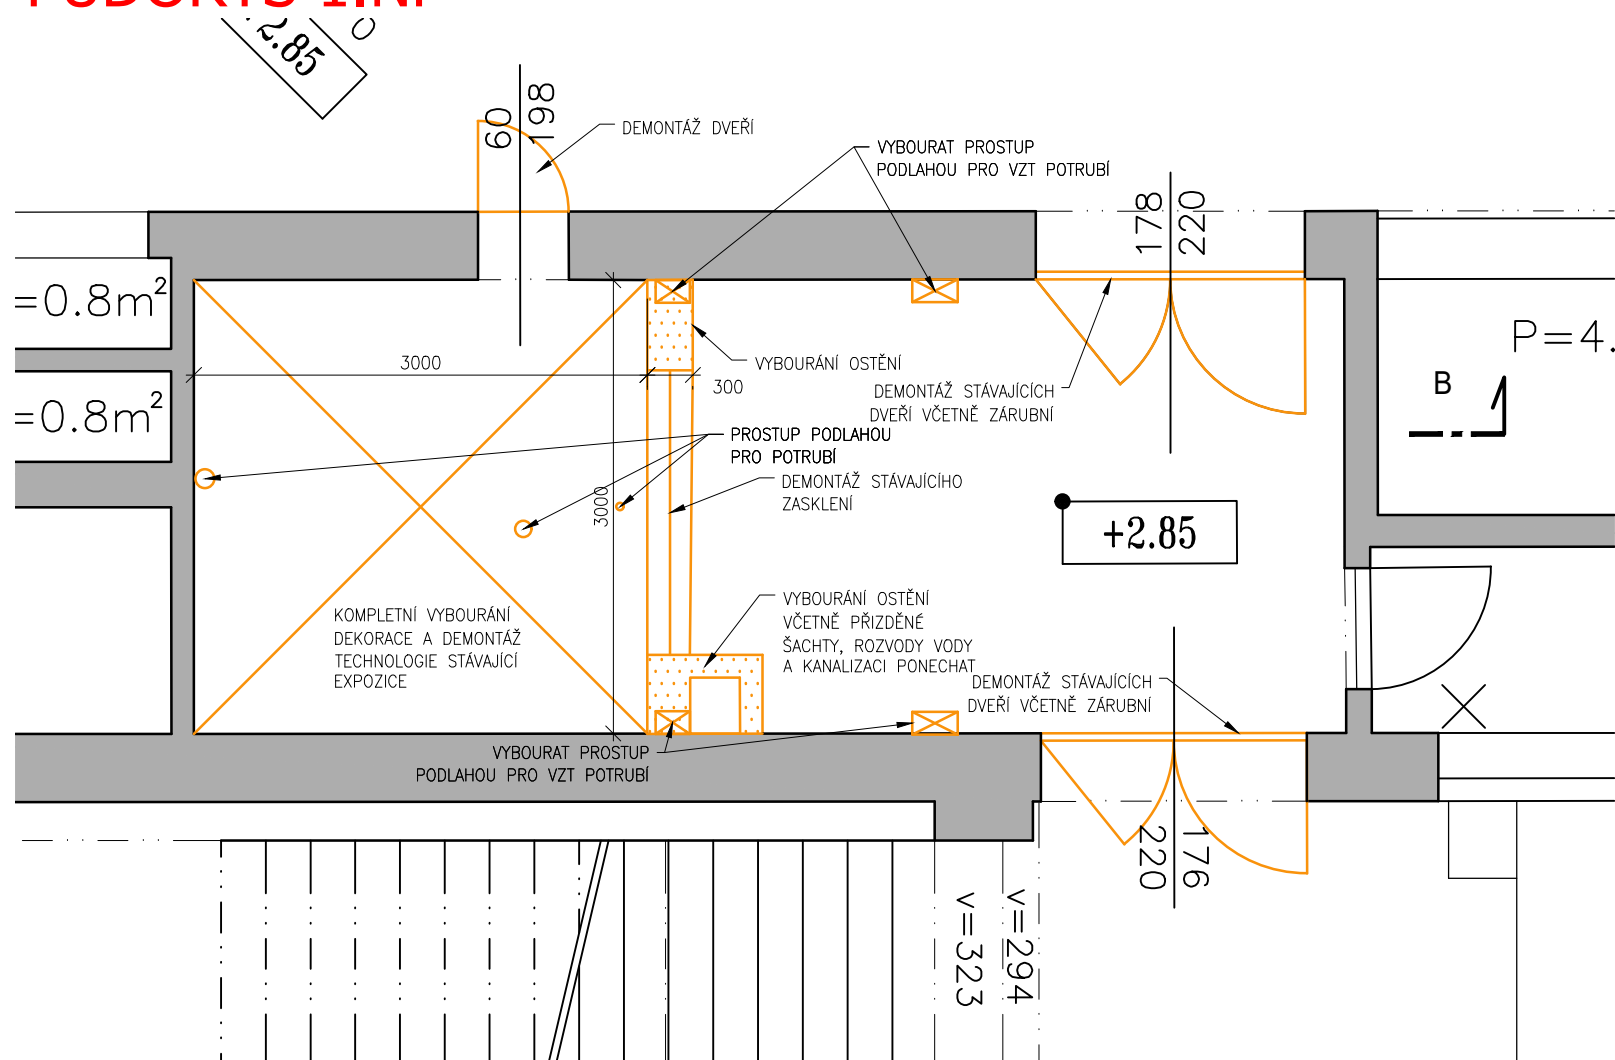 PŮDORYS 1.NP
+2.85
60
198
DEMONTÁŽ DVEŘÍ
VYBOURAT PROSTUP
PODLAHOU PRO VZT POTRUBÍ
178
220
=0.8m²
P=4.
3000
VYBOURÁNÍ OSTĚNÍ
300
DEMONTÁŽ STÁVAJÍCÍCH
DVEŘÍ VČETNĚ ZÁRUBNÍ
B
=0.8m²
PROSTUP PODLAHOU
PRO POTRUBÍ
DEMONTÁŽ STÁVAJÍCÍHO
ZASKLENÍ
3000
+2.85
KOMPLETNÍ VYBOURÁNÍ
DEKORACE A DEMONTÁŽ
TECHNOLOGIE STÁVAJÍCÍ
EXPOZICE
VYBOURÁNÍ OSTĚNÍ
VČETNĚ PŘIZDĚNÉ
ŠACHTY, ROZVODY VODY
A KANALIZACI PONECHAT
DEMONTÁŽ STÁVAJÍCÍCH
DVEŘÍ VČETNĚ ZÁRUBNÍ
VYBOURAT PROSTUP
PODLAHOU PRO VZT POTRUBÍ
176
220
v=323
v=294